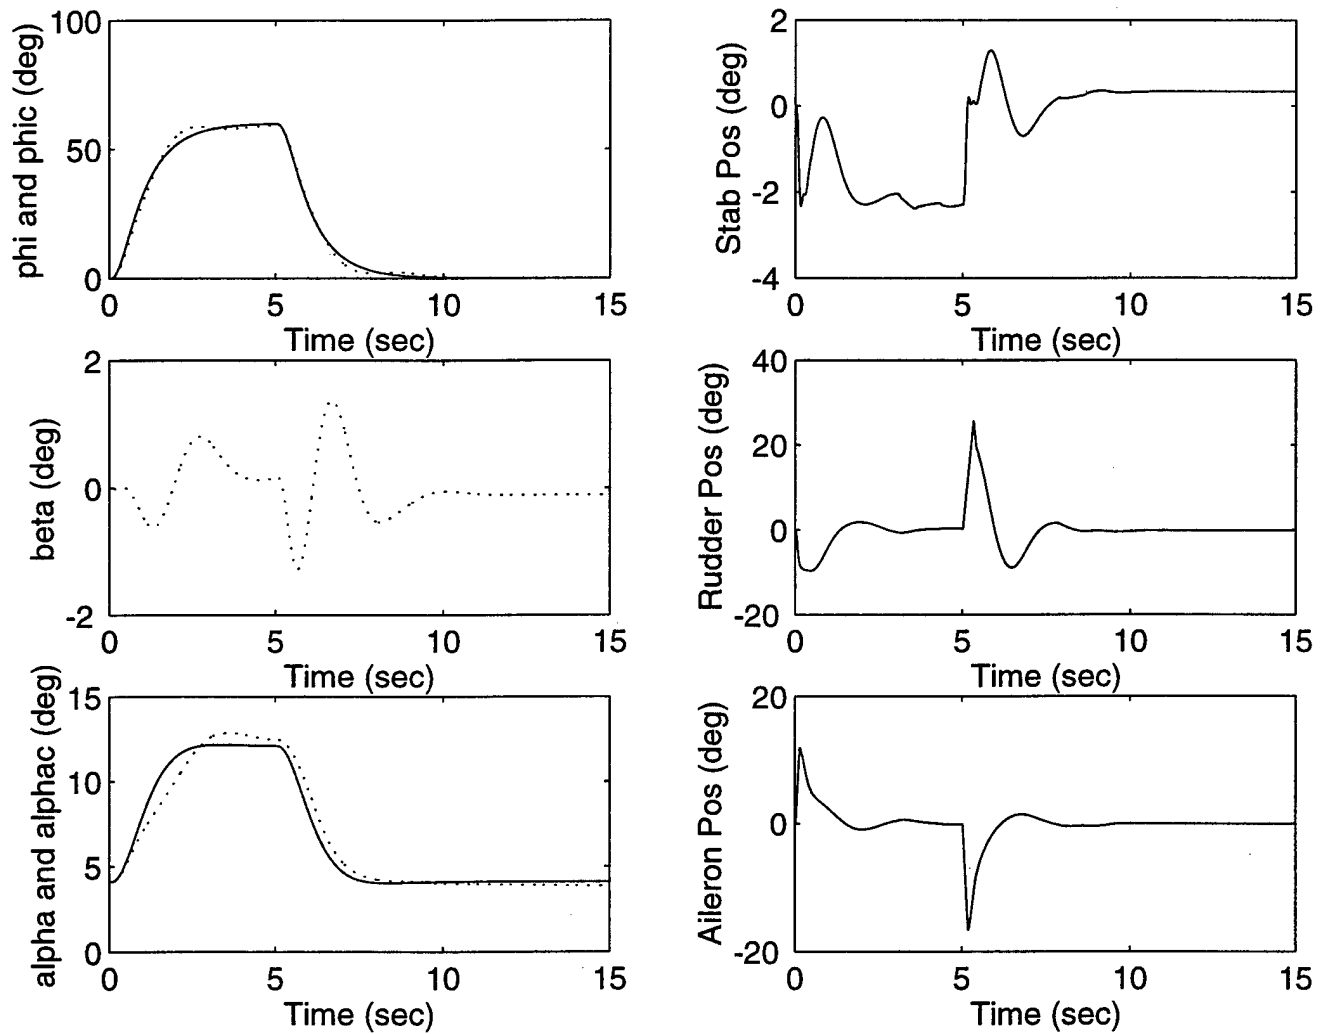 phi and phic (deg)
100
50
0
0 5 10 15
Time (sec)
Stab Pos (deg)
2
0
-2
-4
0 5 10 15
Time (sec)
beta (deg)
2
0
-2
0 5 10 15
Time (sec)
Rudder Pos (deg)
40
20
0
-20
0 5 10 15
Time (sec)
alpha and alphac (deg)
15
10
5
0
0 5 10 15
Time (sec)
Aileron Pos (deg)
20
0
-20
0 5 10 15
Time (sec)